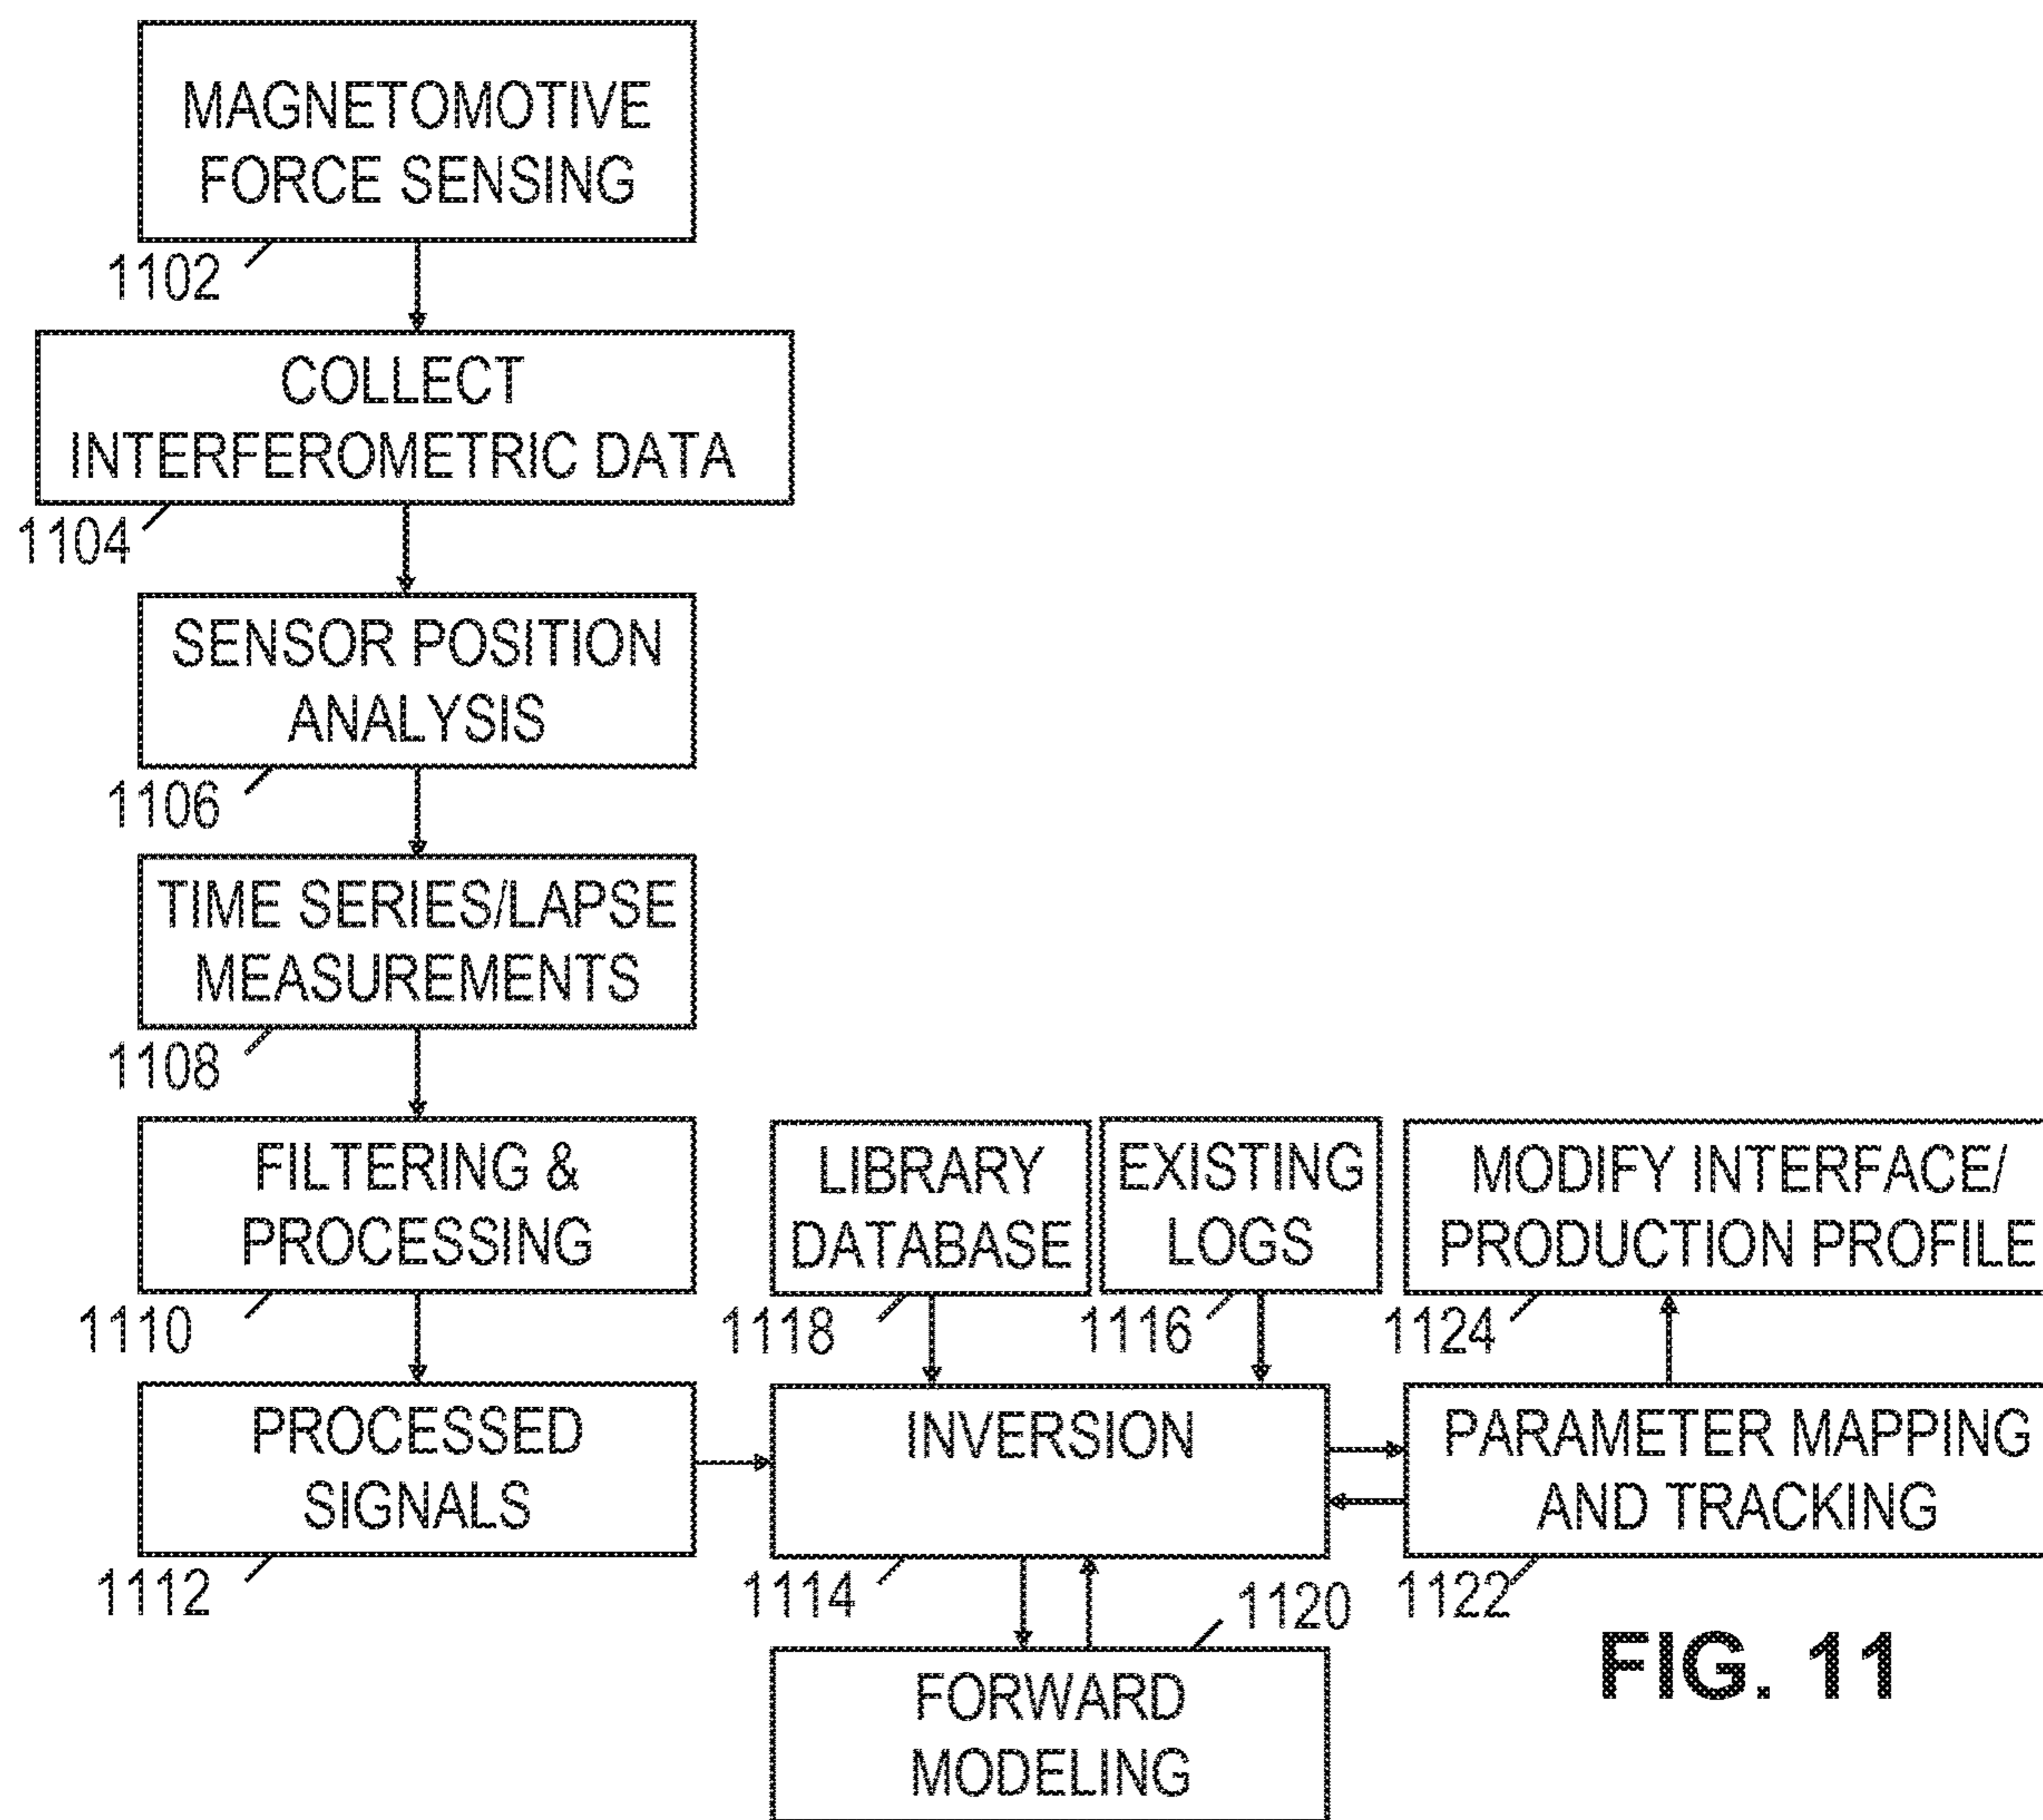 MAGNETOMOTIVE
FORCE SENSING
1102
COLLECT
INTERFEROMETRIC DATA
1104
SENSOR POSITION
ANALYSIS
1106
TIME SERIES/LAPSE
MEASUREMENTS
1108
FILTERING &
PROCESSING
1110
LIBRARY
DATABASE
1118
EXISTING
LOGS
1116
MODIFY INTERFACE/
PRODUCTION PROFILE
1124
PROCESSED
SIGNALS
1112
INVERSION
1114
PARAMETER MAPPING
AND TRACKING
1122
1120
FORWARD
MODELING
FIG. 11